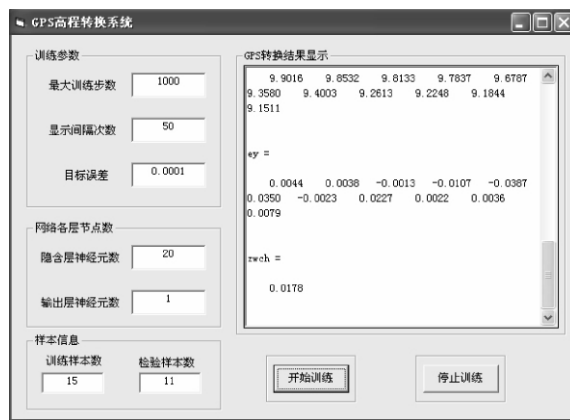 GPS高程转换系统
训练参数
最大训练步数
1000
显示间隔次数
50
目标误差
0.0001
网络各层节点数
隐含层神经元数
20
输出层神经元数
1
样本信息
训练样本数
检验样本数
15
11
GPS转换结果显示
9.9016 9.8532 9.8133 9.7837 9.6787
9.3580 9.4003 9.2613 9.2248 9.1844
9.1511
ey =
0.0044 0.0038 -0.0013 -0.0107 -0.0387
0.0350 -0.0023 0.0227 0.0022 0.0036
0.0079
rwch =
0.0178
开始训练
停止训练